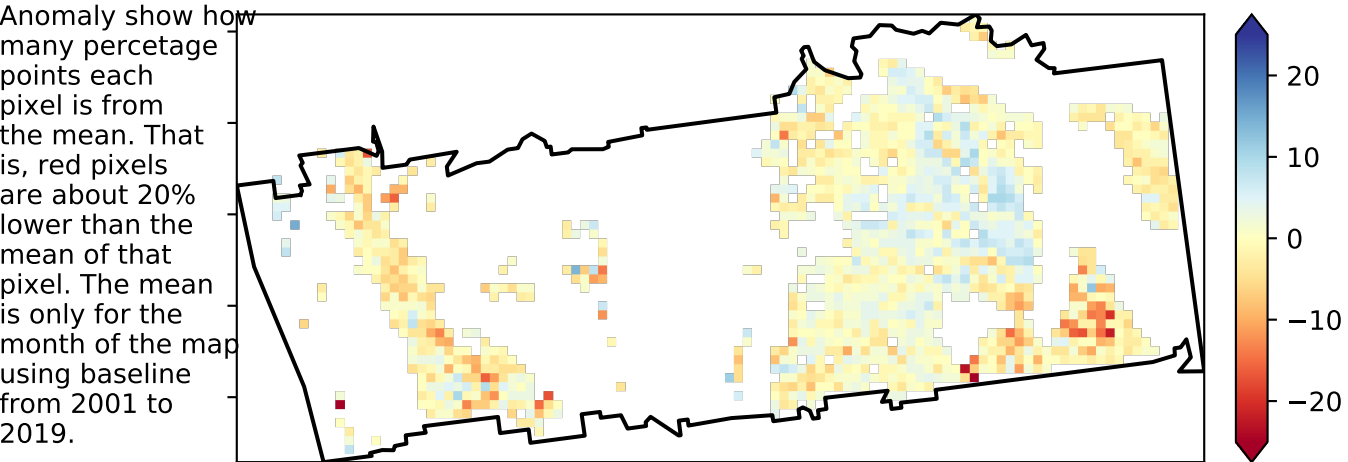 Anomaly show how
many percetage
points each
pixel is from
the mean. That
is, red pixels
are about 20%
lower than the
mean of that
pixel. The mean
is only for the
month of the map
using baseline
from 2001 to
2019.
20
10
0
−10
−20